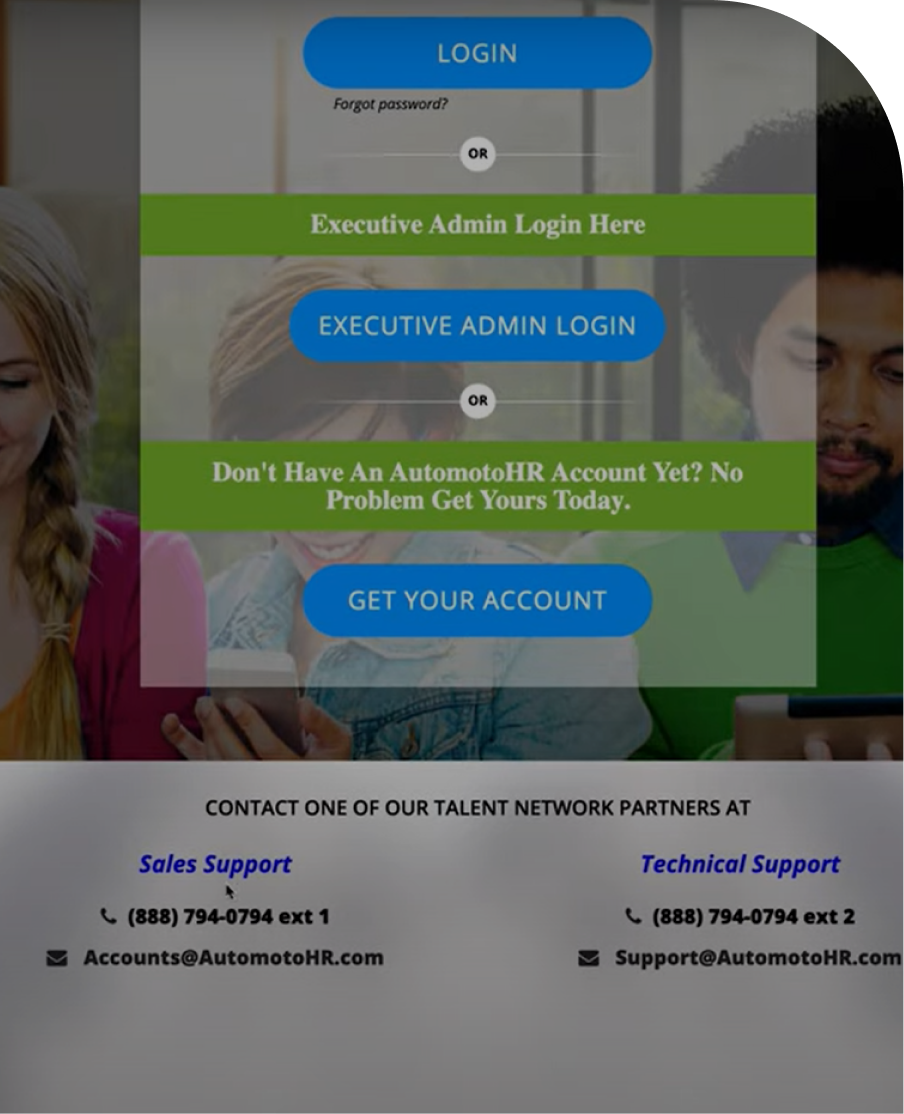 LOGIN
Forgot password?
OR
Executive Admin Login Here
EXECUTIVE ADMIN LOGIN
OR
Don't Have An AutomotoHR Account Yet? No
Problem Get Yours Today.
GET YOUR ACCOUNT
CONTACT ONE OF OUR TALENT NETWORK PARTNERS AT
Sales Support
(888) 794-0794 ext 1
Accounts@AutomotoHR.com
Technical Support
(888) 794-0794 ext 2
Support@AutomotoHR.com